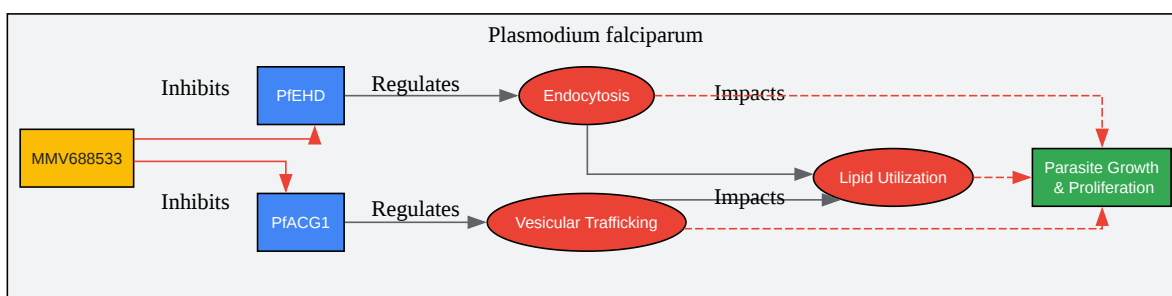 Plasmodium falciparum
Inhibits
PfEHD
Regulates
Endocytosis
Impacts
MMV688533
Lipid Utilization
Parasite Growth
& Proliferation
Inhibits
PfACG1
Regulates
Vesicular Trafficking
Impacts